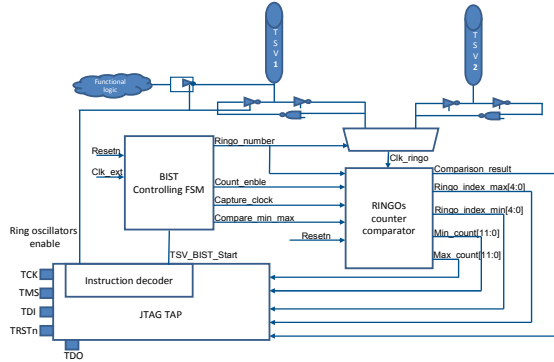 T
S
V
1
T
S
V
2
Functional
logic
Ringo_number
Resetn
Clk_ext
BIST
Controlling FSM
Clk_ringo
Comparison_result
Count_enble
Ringo_index_max[4:0]
Capture_clock
RINGOs
counter
comparator
Ringo_index_min[4:0]
Compare_min_max
Min_count[11:0]
Resetn
Max_count[11:0]
Ring oscillators
enable
TSV_BIST_Start
TCK
Instruction decoder
TMS
TDI
JTAG TAP
TRSTn
TDO